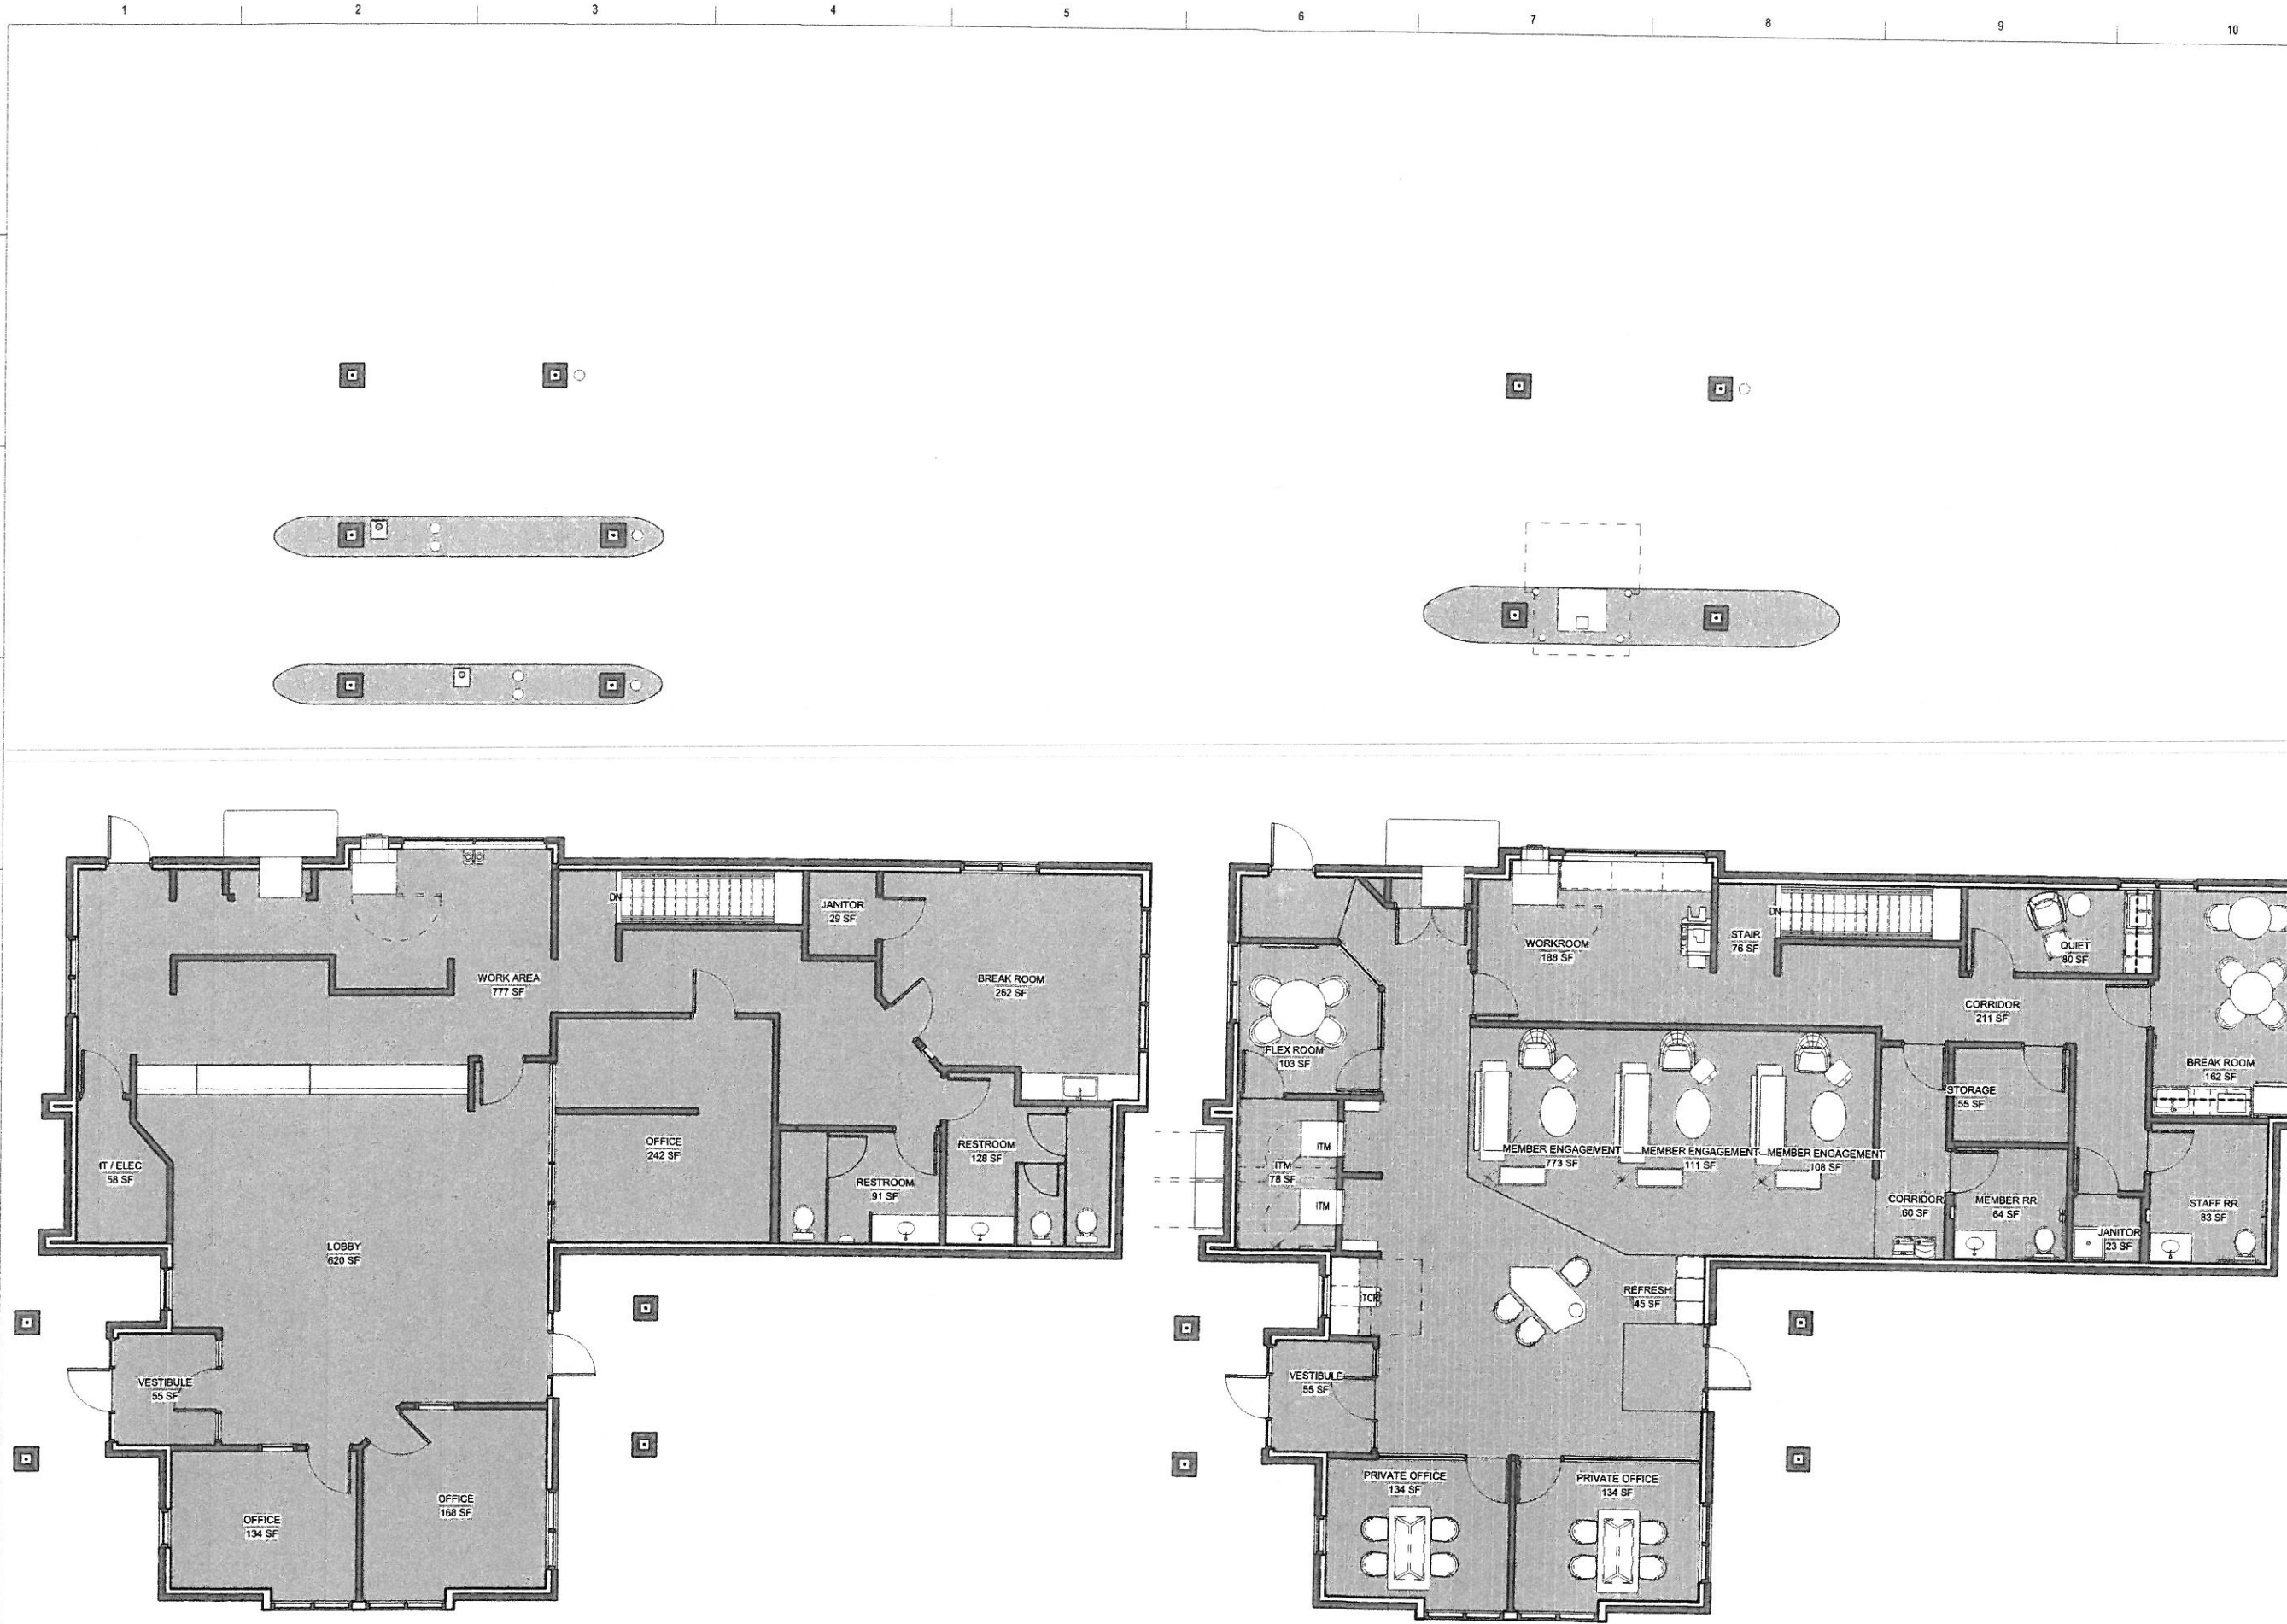 1 2 3 4 5 6 7 8 9 10
DN
JANITOR
29 SF
WORK AREA
777 SF
BREAK ROOM
262 SF
OFFICE
242 SF
RESTROOM
128 SF
RESTROOM
91 SF
IT / ELEC
58 SF
LOBBY
620 SF
VESTIBULE
55 SF
OFFICE
134 SF
OFFICE
168 SF
WORKROOM
188 SF
STAIR
76 SF
DN
QUIET
80 SF
CORRIDOR
211 SF
FLEX ROOM
103 SF
BREAK ROOM
162 SF
STORAGE
55 SF
ITM
ITM
78 SF
ITM
MEMBER ENGAGEMENT
773 SF
MEMBER ENGAGEMENT
111 SF
MEMBER ENGAGEMENT
108 SF
CORRIDOR
60 SF
MEMBER RR
64 SF
JANITOR
23 SF
STAFF RR
83 SF
TCR
REFRESH
45 SF
VESTIBULE
55 SF
PRIVATE OFFICE
134 SF
PRIVATE OFFICE
134 SF